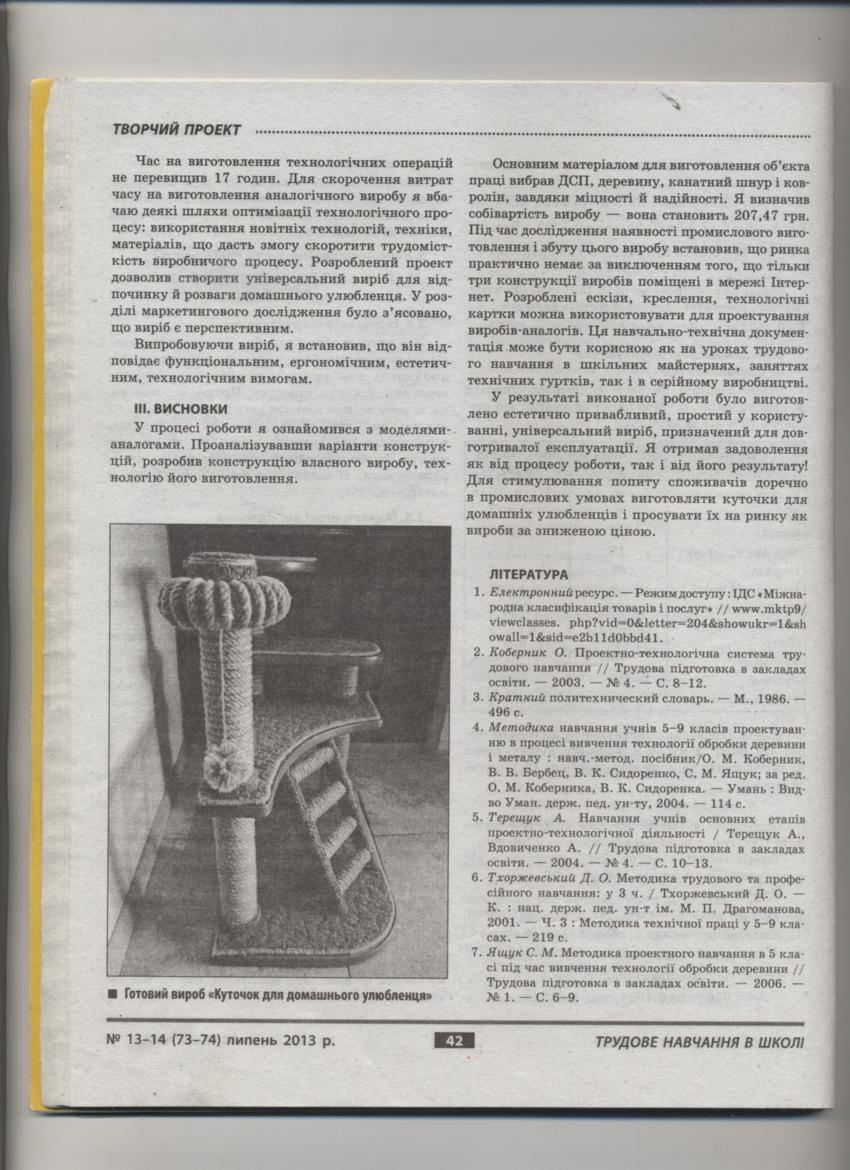 ТВОРЧИЙ ПРОЕКТ
Час на виготовлення технологічних операцій
не перевищив 17 годин. Для скорочення витрат
часу на виготовлення аналогічного виробу я вба-
чаю деякі шляхи оптимізації технологічного про-
цесу: використання новітніх технологій, техніки,
матеріалів, що дасть змогу скоротити трудоміст-
кість виробничого процесу. Розроблений проект
дозволив створити універсальний виріб для від-
починку й розваги домашнього улюбленця. У роз-
ділі маркетингового дослідження було з’ясовано,
що виріб є перспективним.
Випробовуючи виріб, я встановив, що він від-
повідає функціональним, ергономічним, естетич-
ним, технологічним вимогам.
ІІІ. ВИСНОВКИ
У процесі роботи я ознайомився з моделями-
аналогами. Проаналізувавши варіанти конструк-
цій, розробив конструкцію власного виробу, тех-
нологію його виготовлення.
■ Готовий вироб «Куточок для домашнього улюбленця»
Основним матеріалом для виготовлення об’єкта
праці вибрав ДСП, деревину, канатний шнур і ков-
ролін, завдяки міцності й надійності. Я визначив
собівартість виробу — вона становить 207,47 грн.
Під час дослідження наявності промислового виго-
товлення і збуту цього виробу встановив, що ринка
практично немає за виключенням того, що тільки
три конструкції виробів поміщені в мережі Інтер-
нет. Розроблені ескізи, креслення, технологічні
картки можна використовувати для проектування
виробів-аналогів. Ця навчально-технічна докумен-
тація може бути корисною як на уроках трудово-
го навчання в шкільних майстернях, заняттях
технічних гуртків, так і в серійному виробництві.
У результаті виконаної роботи було виготов-
лено естетично привабливий, простий у користу-
ванні, універсальний виріб, призначений для дов-
готривалої експлуатації. Я отримав задоволення
як від процесу роботи, так і від його результату!
Для стимулювання попиту споживачів доречно
в промислових умовах виготовляти куточки для
домашніх улюбленців і просувати їх на ринку як
вироби за зниженою ціною.
ЛІТЕРАТУРА
1. Електронний ресурс. — Режим доступу : ІДС «Міжна-
родна класифікація товарів і послуг» // www.mktp9/
viewclasses. php?vid=0&letter=204&showukr=1&sh
owall=1&sid=e2b11d0bbd41.
2. Коберник О. Проектно-технологічна система тру-
дового навчання // Трудова підготовка в закладах
освіти. — 2003. — № 4. — С. 8–12.
3. Краткий политехнический словарь. — М., 1986. —
496 с.
4. Методика навчання учнів 5–9 класів проектуван-
ню в процесі вивчення технології обробки деревини
і металу : навч.-метод. посібник/О. М. Коберник,
В. В. Бербец, В. К. Сидоренко, С. М. Ящук; за ред.
О. М. Коберника, В. К. Сидоренка. — Умань : Вид-
во Уман. держ. пед. ун-ту, 2004. — 114 с.
5. Терещук А. Навчання учнів основних етапів
проектно-технологічної діяльності / Терещук А.,
Вдовиченко А. // Трудова підготовка в закладах
освіти. — 2004. — № 4. — С. 10–13.
6. Тхоржевський Д. О. Методика трудового та профе-
сійного навчання: у 3 ч. / Тхоржевський Д. О. —
К. : нац. держ. пед. ун-т ім. М. П. Драгоманова,
2001. — Ч. 3 : Методика технічної праці у 5–9 кла-
сах. — 219 с.
7. Ящук С. М. Методика проектного навчання в 5 кла-
сі під час вивчення технології обробки деревини //
Трудова підготовка в закладах освіти. — 2006. —
№ 1. — С. 6–9.
№ 13–14 (73–74) липень 2013 р.
42
ТРУДОВЕ НАВЧАННЯ В ШКОЛІ